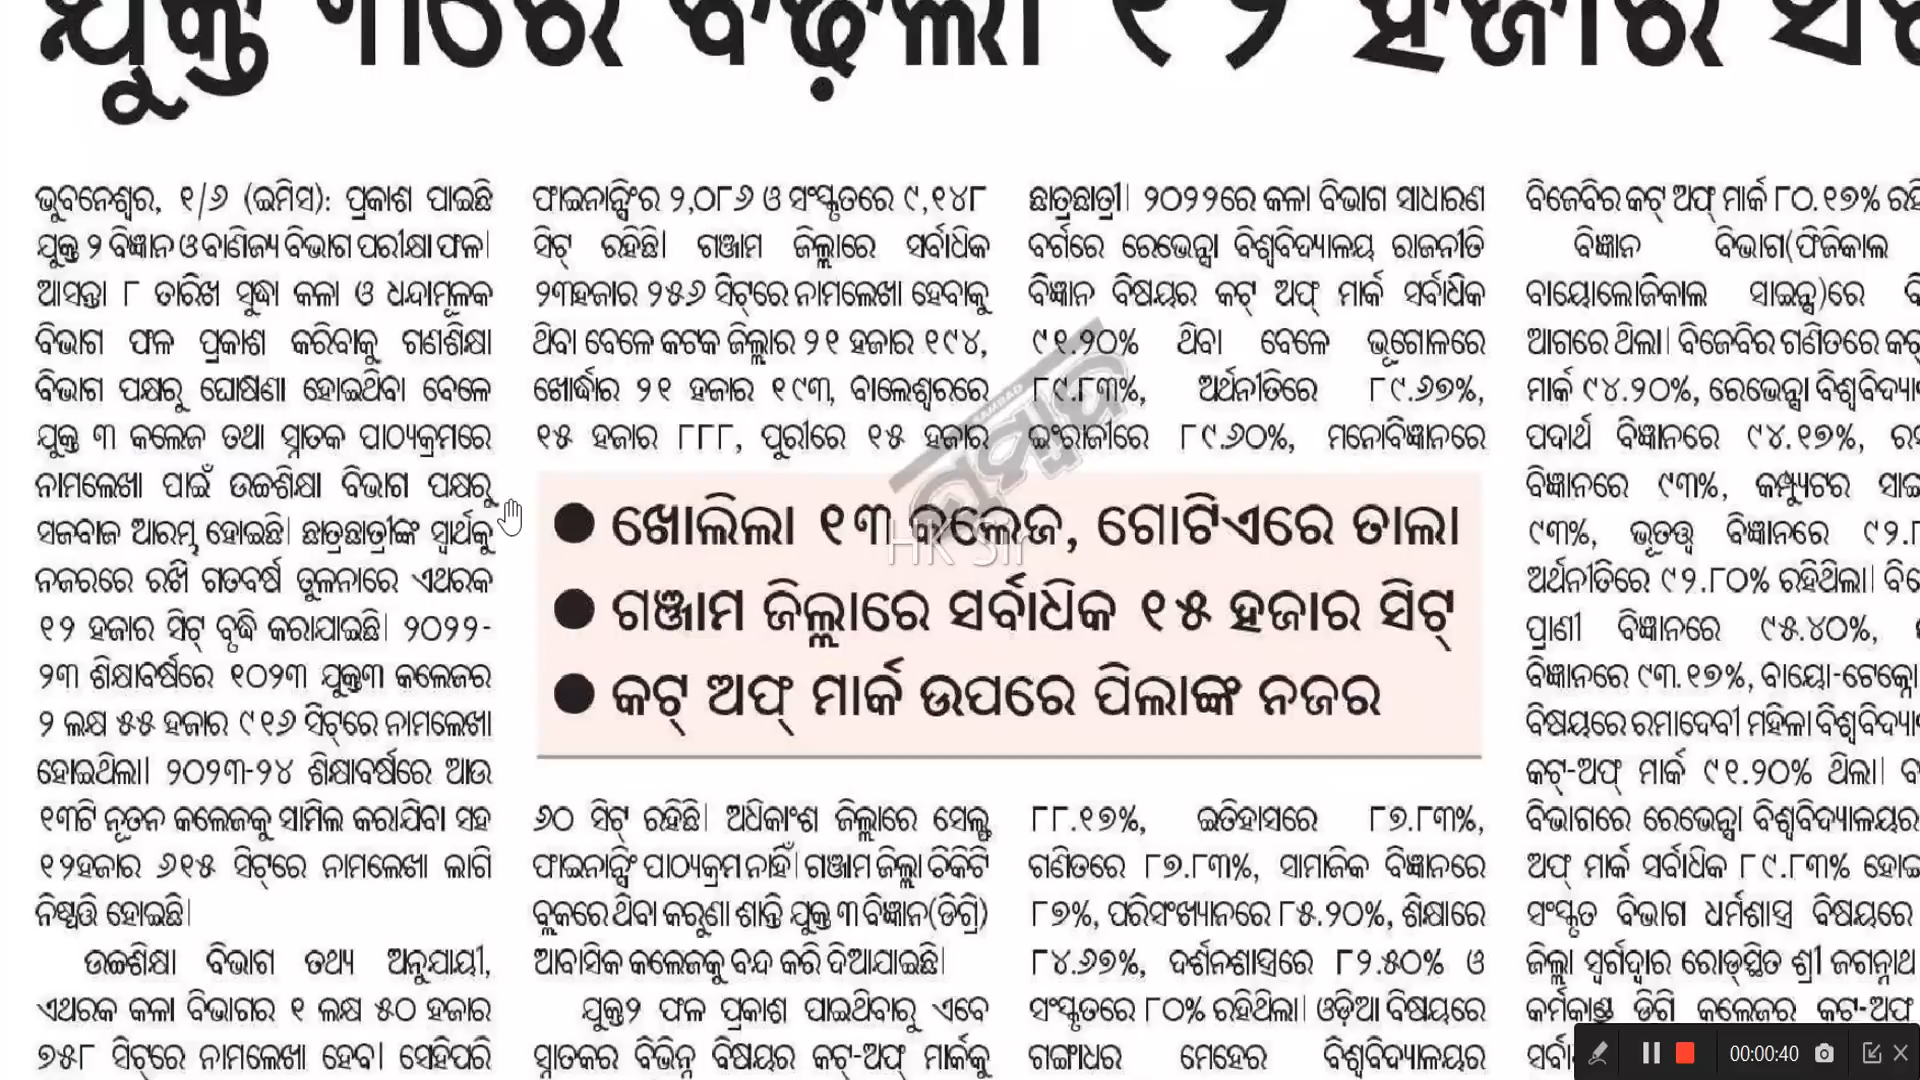 ଯୁକ୍ତ ୩ରେ ବଢ଼ିଲା ୧୨ ହଜାର
ଭୁବନେଶ୍ୱର, ୧/୬ (ଇମିସ): ପ୍ରକାଶ ପାଇଛି
ଯୁକ୍ତ ୨ ବିଜ୍ଞାନ ଓ ବାଣିଜ୍ୟ ବିଭାଗ ପରୀକ୍ଷା ଫଳ।
ଆସନ୍ତା ୮ ତାରିଖ ସୁଦ୍ଧା କଳା ଓ ଧନ୍ଦାମୂଳକ
ବିଭାଗ ଫଳ ପ୍ରକାଶ କରିବାକୁ ଗଣଶିକ୍ଷା
ବିଭାଗ ପକ୍ଷରୁ ଘୋଷଣା ହୋଇଥିବା ବେଳେ
ଯୁକ୍ତ ୩ କଲେଜ ତଥା ସ୍ନାତକ ପାଠ୍ୟକ୍ରମରେ
ନାମଲେଖା ପାଇଁ ଉଚ୍ଚଶିକ୍ଷା ବିଭାଗ ପକ୍ଷରୁ
ସଜବାଜ ଆରମ୍ଭ ହୋଇଛି। ଛାତ୍ରଛାତ୍ରୀଙ୍କ ସ୍ୱାର୍ଥକୁ
ନଜରରେ ରଖି ଗତବର୍ଷ ତୁଳନାରେ ଏଥରକ
୧୨ ହଜାର ସିଟ୍ ବୃଦ୍ଧି କରାଯାଇଛି। ୨୦୨୨-
୨୩ ଶିକ୍ଷାବର୍ଷରେ ୧୦୨୩ ଯୁକ୍ତ୩ କଲେଜର
୨ ଲକ୍ଷ ୫୫ ହଜାର ୯୧୬ ସିଟ୍‌ରେ ନାମଲେଖା
ହୋଇଥିଲା। ୨୦୨୩-୨୪ ଶିକ୍ଷାବର୍ଷରେ ଆଉ
୧୩ଟି ନୂତନ କଲେଜକୁ ସାମିଲ କରାଯିବା ସହ
୧୨ହଜାର ୬୧୫ ସିଟ୍‌ରେ ନାମଲେଖା ଲାଗି
ନିଷ୍ପତ୍ତି ହୋଇଛି।
ଉଚ୍ଚଶିକ୍ଷା ବିଭାଗ ତଥ୍ୟ ଅନୁଯାୟୀ,
ଏଥରକ କଳା ବିଭାଗର ୧ ଲକ୍ଷ ୫୦ ହଜାର
୭୫୮ ସିଟ୍‌ରେ ନାମଲେଖା ହେବ। ସେହିପରି
ଫାଇନାନ୍ସିଂର ୨,୦୮୬ ଓ ସଂସ୍କୃତରେ ୯,୧୪୮
ସିଟ୍ ରହିଛି। ଗଞ୍ଜାମ ଜିଲ୍ଲାରେ ସର୍ବାଧିକ
୨୩ହଜାର ୨୫୬ ସିଟ୍‌ରେ ନାମଲେଖା ହେବାକୁ
ଥିବା ବେଳେ କଟକ ଜିଲ୍ଲାର ୨୧ ହଜାର ୧୯୪,
ଖୋର୍ଦ୍ଧାର ୨୧ ହଜାର ୧୯୩, ବାଲେଶ୍ୱରରେ
୧୫ ହଜାର ୮୮୮, ପୁରୀରେ ୧୫ ହଜାର
● ଖୋଲିଲା ୧୩ କଲେଜ, ଗୋଟିଏରେ ତାଲା
● ଗଞ୍ଜାମ ଜିଲ୍ଲାରେ ସର୍ବାଧିକ ୧୫ ହଜାର ସିଟ୍
● କଟ୍ ଅଫ୍ ମାର୍କ ଉପରେ ପିଲାଙ୍କ ନଜର
୬୦ ସିଟ୍ ରହିଛି। ଅଧିକାଂଶ ଜିଲ୍ଲାରେ ସେଲ୍ଫ
ଫାଇନାନ୍ସିଂ ପାଠ୍ୟକ୍ରମ ନାହିଁ। ଗଞ୍ଜାମ ଜିଲ୍ଲା ଚିକିଟି
ବ୍ଲକରେ ଥିବା କରୁଣା ଶାନ୍ତି ଯୁକ୍ତ ୩ ବିଜ୍ଞାନ(ଡିଗ୍ରି)
ଆବାସିକ କଲେଜକୁ ବନ୍ଦ କରି ଦିଆଯାଇଛି।
ଯୁକ୍ତ୨ ଫଳ ପ୍ରକାଶ ପାଇଥିବାରୁ ଏବେ
ସ୍ନାତକର ବିଭିନ୍ନ ବିଷୟର କଟ୍-ଅଫ୍ ମାର୍କକୁ
ଛାତ୍ରଛାତ୍ରୀ। ୨୦୨୨ରେ କଳା ବିଭାଗ ସାଧାରଣ
ବର୍ଗରେ ରେଭେନ୍ସା ବିଶ୍ୱବିଦ୍ୟାଳୟ ରାଜନୀତି
ବିଜ୍ଞାନ ବିଷୟର କଟ୍ ଅଫ୍ ମାର୍କ ସର୍ବାଧିକ
୯୧.୨୦% ଥିବା ବେଳେ ଭୂଗୋଳରେ
୮୯.୮୩%, ଅର୍ଥନୀତିରେ ୮୯.୬୭%,
ଇଂରାଜୀରେ ୮୯.୬୦%, ମନୋବିଜ୍ଞାନରେ
୮୮.୧୭%, ଇତିହାସରେ ୮୭.୮୩%,
ଗଣିତରେ ୮୭.୮୩%, ସାମାଜିକ ବିଜ୍ଞାନରେ
୮୭%, ପରିସଂଖ୍ୟାନରେ ୮୫.୨୦%, ଶିକ୍ଷାରେ
୮୪.୬୭%, ଦର୍ଶନଶାସ୍ତ୍ରରେ ୮୨.୫୦% ଓ
ସଂସ୍କୃତରେ ୮୦% ରହିଥିଲା। ଓଡ଼ିଆ ବିଷୟରେ
ଗଙ୍ଗାଧର ମେହେର ବିଶ୍ୱବିଦ୍ୟାଳୟର
ବିଜେବିର କଟ୍ ଅଫ୍ ମାର୍କ ୮୦.୧୭%
ବିଜ୍ଞାନ ବିଭାଗ(ଫିଜିକାଲ
ବାୟୋଲୋଜିକାଲ ସାଇନ୍ସ)ରେ
ଆଗରେ ଥିଲା। ବିଜେବିର ଗଣିତରେ କଟ୍
ମାର୍କ ୯୪.୨୦%, ରେଭେନ୍ସା
ପଦାର୍ଥ ବିଜ୍ଞାନରେ ୯୪.୧୭%,
ବିଜ୍ଞାନରେ ୯୩%, କମ୍ପ୍ୟୁଟର
୯୩%, ଭୂତତ୍ତ୍ୱ ବିଜ୍ଞାନରେ
ଅର୍ଥନୀତିରେ ୯୨.୮୦% ରହିଥିଲା।
ପ୍ରାଣୀ ବିଜ୍ଞାନରେ ୯୫.୪୦%,
ବିଜ୍ଞାନରେ ୯୩.୧୭%,
ବିଷୟରେ ରମାଦେବୀ ମହିଳା
କଟ୍-ଅଫ୍ ମାର୍କ ୯୧.୨୦% ଥିଲା।
ବିଭାଗରେ ରେଭେନ୍ସା ବିଶ୍ୱବିଦ୍ୟାଳୟର
ଅଫ୍ ମାର୍କ ସର୍ବାଧିକ ୮୯.୮୩%
ସଂସ୍କୃତ ବିଭାଗ ଧର୍ମଶାସ୍ତ୍ର ବିଷୟରେ
ଜିଲ୍ଲା ସ୍ୱର୍ଗଦ୍ୱାର ରୋଡ୍‌ସ୍ଥିତ ଶ୍ରୀ ଜଗନ୍ନାଥ
କର୍ମକାଣ୍ଡ ଡିଗ୍ରି କଲେଜର କଟ୍-ଅଫ୍
HK Sir
00:00:40